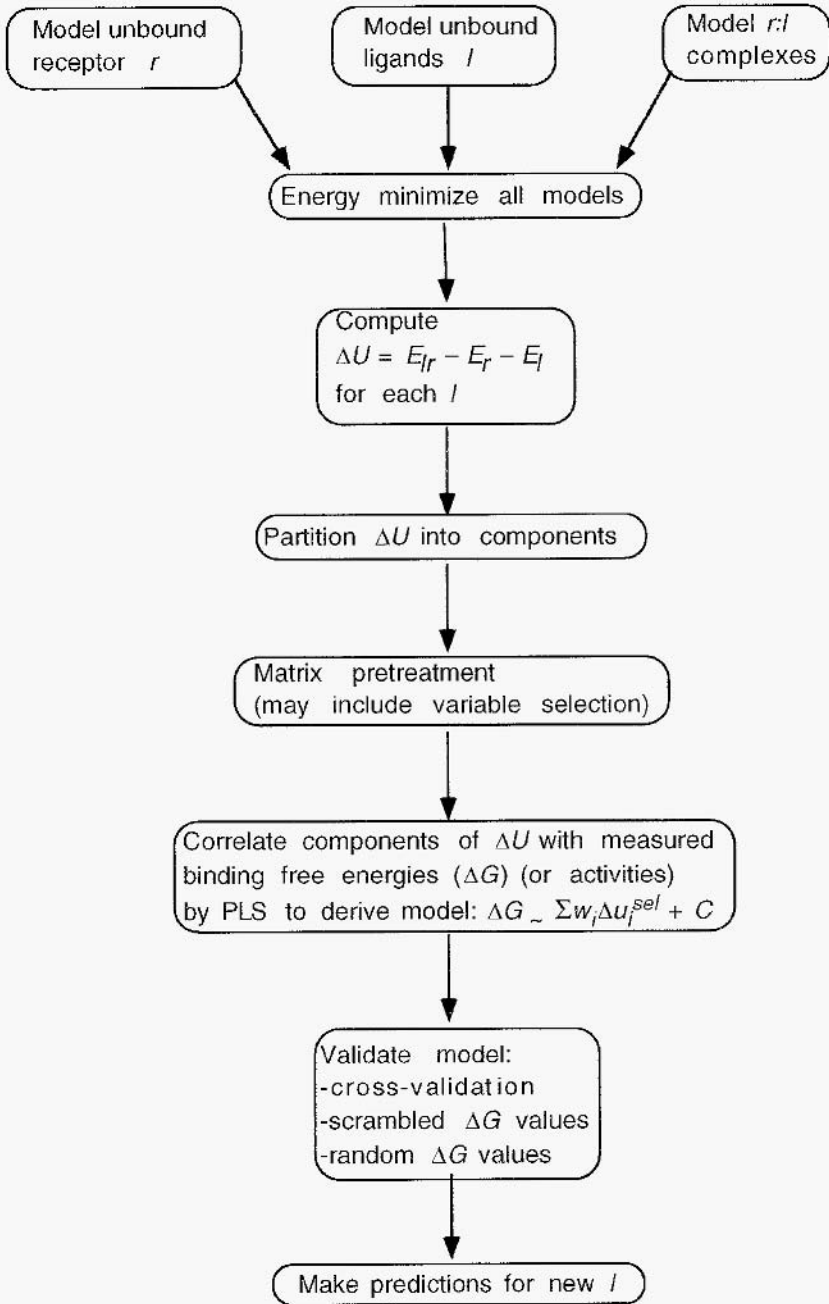 Model unbound
receptor r
Model unbound
ligands l
Model r:l
complexes
Energy minimize all models
Compute
ΔU = E_lr – E_r – E_l
for each l
Partition ΔU into components
Matrix pretreatment
(may include variable selection)
Correlate components of ΔU with measured
binding free energies (ΔG) (or activities)
by PLS to derive model: ΔG ~ Σw_iΔu_i^sel + C
Validate model:
-cross-validation
-scrambled ΔG values
-random ΔG values
Make predictions for new l